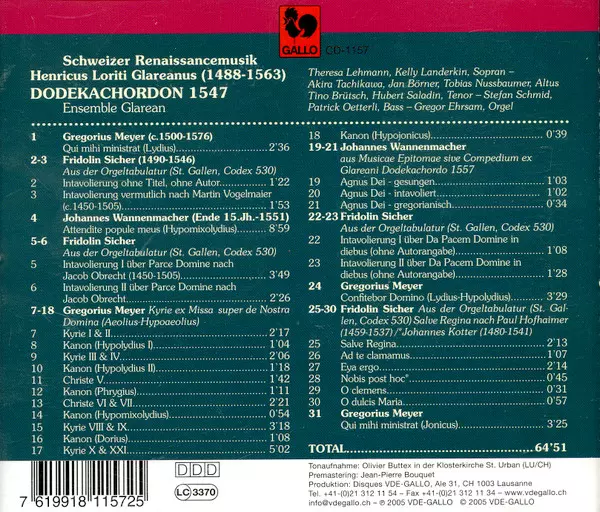 GALLO
CD-1157
Schweizer Renaissancemusik
Henricus Loriti Glareanus (1488-1563)
DODEKACHORDON 1547
Ensemble Glarean
Theresa Lehmann, Kelly Landerkin, Sopran –
Akira Tachikawa, Jan Börner, Tobias Nussbaumer, Altus
Tino Brütsch, Hubert Saladin, Tenor – Stefan Schmid,
Patrick Oetterli, Bass – Gregor Ehrsam, Orgel
1 Gregorius Meyer (c.1500-1576)
Qui mihi ministrat (Lydius) 2'36
2-3 Fridolin Sicher (1490-1546)
Aus der Orgeltabulatur (St. Gallen, Codex 530)
2 Intavolierung ohne Titel, ohne Autor 1'22
3 Intavolierung vermutlich nach Martin Vogelmaier
(c.1450-1505) 1'53
4 Johannes Wannenmacher (Ende 15.Jh.-1551)
Attendite popule meus (Hypomixolydius) 8'59
5-6 Fridolin Sicher
Aus der Orgeltabulatur (St. Gallen, Codex 530)
5 Intavolierung I über Parce Domine nach
Jacob Obrecht (1450-1505) 3'49
6 Intavolierung II über Parce Domine nach
Jacob Obrecht 2'26
7-18 Gregorius Meyer Kyrie ex Missa super de Nostra
Domina (Aeolius-Hypoaeolius)
7 Kyrie I & II 2'17
8 Kanon (Hypolydius I) 1'04
9 Kyrie III & IV 2'06
10 Kanon (Hypolydius II) 1'18
11 Christe V 1'42
12 Kanon (Phrygius) 1'11
13 Christe VI & VII 2'21
14 Kanon (Hypomixolydius) 0'54
15 Kyrie VIII & IX 3'18
16 Kanon (Dorius) 1'08
17 Kyrie X & XXI 5'02
18 Kanon (Hypojonicus) 0'39
19-21 Johannes Wannenmacher
aus Musicae Epitomae sive Compedium ex
Glareani Dodekachordo 1557
19 Agnus Dei - gesungen 1'03
20 Agnus Dei - intavoliert 1'02
21 Agnus Dei - gregorianisch 0'34
22-23 Fridolin Sicher
Aus der Orgeltabulatur (St. Gallen, Codex 530)
22 Intavolierung I über Da Pacem Domine in
diebus (ohne Autorangabe) 1'08
23 Intavolierung II über Da Pacem Domine in
diebus (ohne Autorangabe) 1'28
24 Gregorius Meyer
Confitebor Domino (Lydius-Hypolydius) 3'29
25-30 Fridolin Sicher Aus der Orgeltabulatur (St. Gal-
len, Codex 530) Salve Regina nach Paul Hofhaimer
(1459-1537) /*Johannes Kotter (1480-1541)
25 Salve Regina 2'13
26 Ad te clamamus 1'07
27 Eya ergo 2'14
28 Nobis post hoc* 0'45
29 O clemens 0'31
30 O dulcis Maria 0'57
31 Gregorius Meyer
Qui mihi ministrat (Jonicus) 3'25
TOTAL 64'51
7 619918 115725
DDD
LC 3370
Tonaufnahme: Olivier Buttex in der Klosterkirche St. Urban (LU/CH)
Premastering: Jean-Pierre Bouquet
Produktion: Disques VDE-GALLO, Ale 31, CH 1003 Lausanne
Tel. +41-(0)21 312 11 54 – Fax +41-(0)21 312 11 34 – www.vdegallo.ch
info@vdegallo.ch – ℗ 2005 VDE-GALLO – © 2005 VDE-GALLO